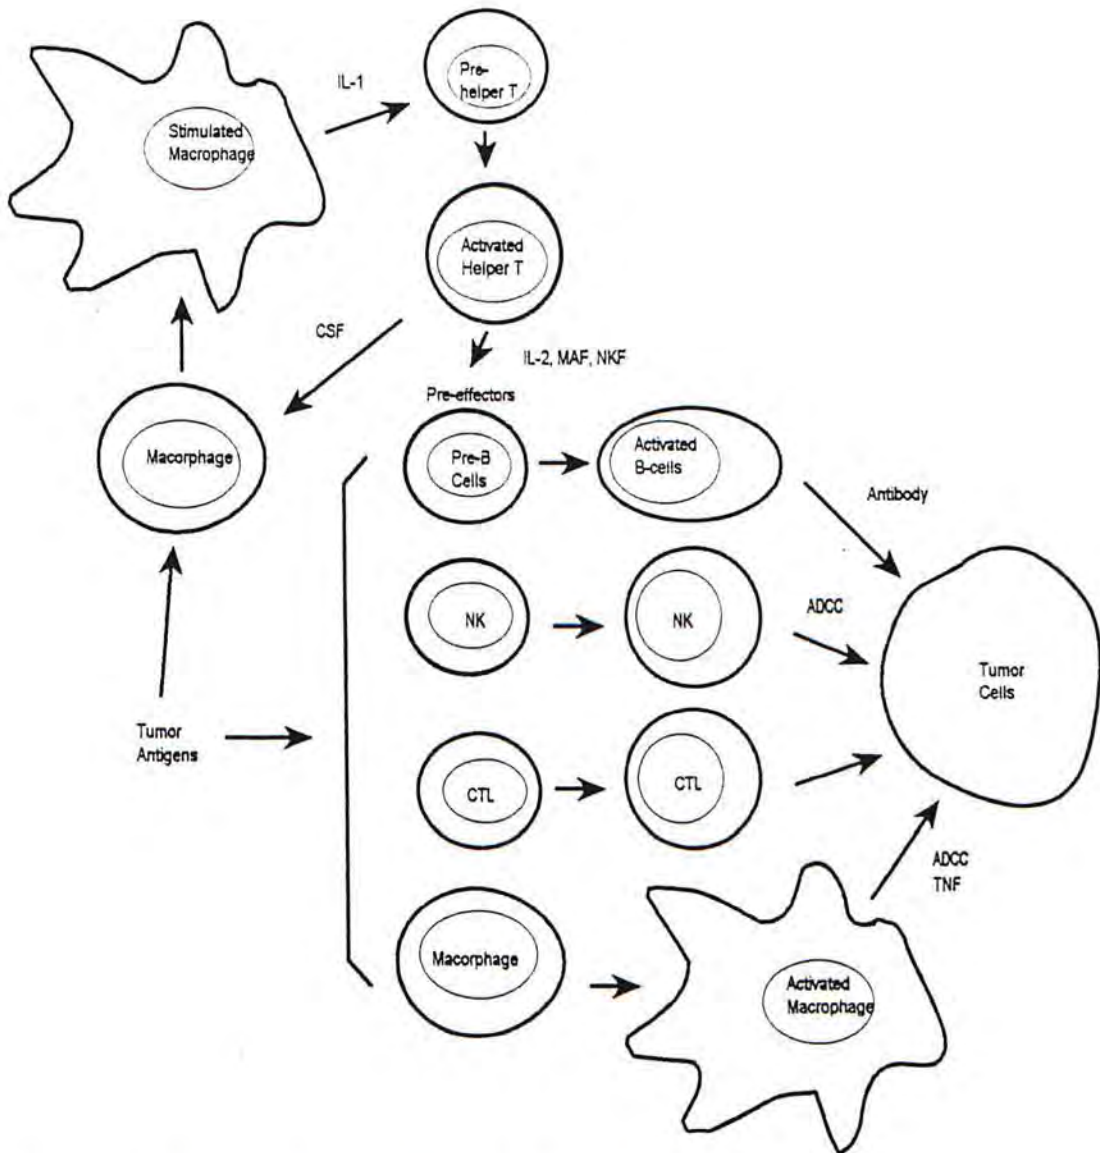 Pre-
helper T
IL-1
Stimulated
Macrophage
Activated
Helper T
CSF
IL-2, MAF, NKF
Pre-effectors
Macorphage
Pre-B
Cells
Activated
B-cells
Antibody
NK
NK
ADCC
Tumor
Cells
Tumor
Antigens
CTL
CTL
ADCC
TNF
Macorphage
Activated
Macrophage